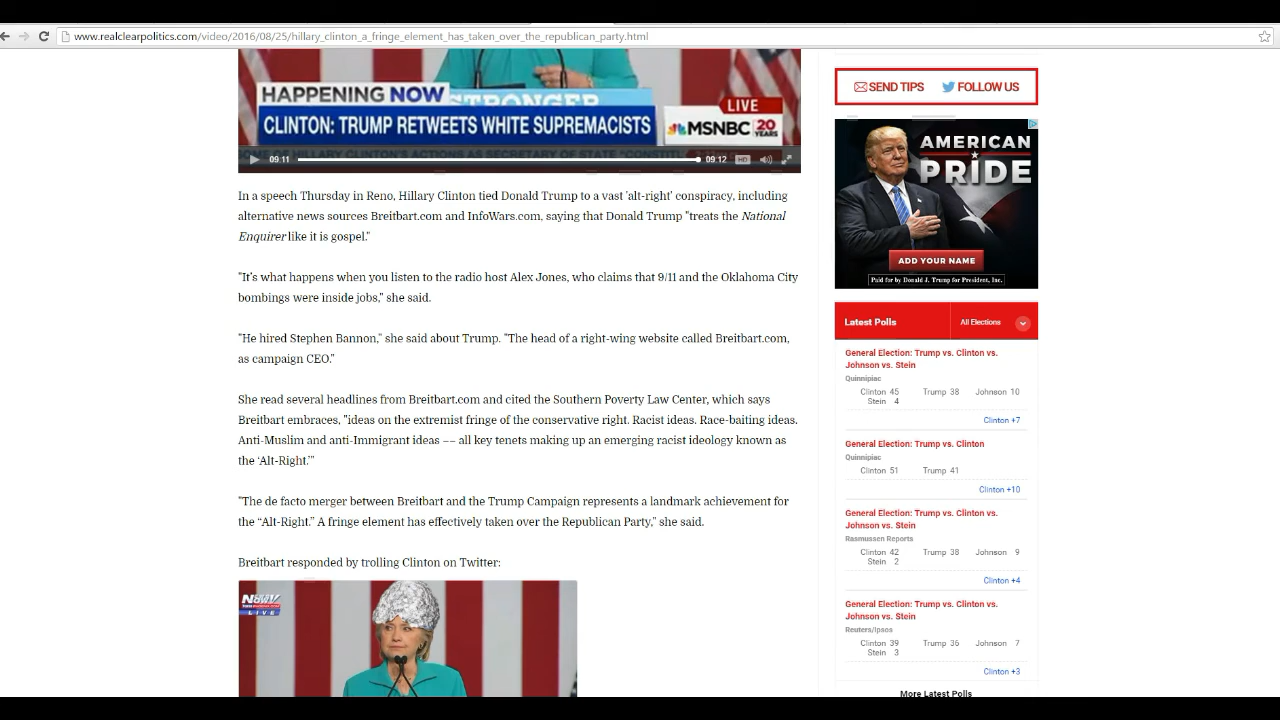 www.realclearpolitics.com/video/2016/08/25/hillary_clinton_a_fringe_element_has_taken_over_the_republican_party.html
STRONGER
HAPPENING NOW
LIVE
CLINTON: TRUMP RETWEETS WHITE SUPREMACISTS
MSNBC 20 YEARS
OF HILLARY CLINTON'S ACTIONS AS SECRETARY OF STATE
09:11
09:12
HD
In a speech Thursday in Reno, Hillary Clinton tied Donald Trump to a vast 'alt-right' conspiracy, including
alternative news sources Breitbart.com and InfoWars.com, saying that Donald Trump "treats the National
Enquirer like it is gospel."
"It's what happens when you listen to the radio host Alex Jones, who claims that 9/11 and the Oklahoma City
bombings were inside jobs," she said.
"He hired Stephen Bannon," she said about Trump. "The head of a right-wing website called Breitbart.com,
as campaign CEO."
She read several headlines from Breitbart.com and cited the Southern Poverty Law Center, which says
Breitbart embraces, "ideas on the extremist fringe of the conservative right. Racist ideas. Race-baiting ideas.
Anti-Muslim and anti-Immigrant ideas –– all key tenets making up an emerging racist ideology known as
the ‘Alt-Right.’"
"The de facto merger between Breitbart and the Trump Campaign represents a landmark achievement for
the “Alt-Right.” A fringe element has effectively taken over the Republican Party," she said.
Breitbart responded by trolling Clinton on Twitter:
LIVE
SEND TIPS
FOLLOW US
AMERICAN
PRIDE
ADD YOUR NAME
Paid for by Donald J. Trump for President, Inc.
Latest Polls
All Elections
General Election: Trump vs. Clinton vs.
Johnson vs. Stein
Quinnipiac
Clinton 45 Trump 38 Johnson 10
Stein 4
Clinton +7
General Election: Trump vs. Clinton
Quinnipiac
Clinton 51 Trump 41
Clinton +10
General Election: Trump vs. Clinton vs.
Johnson vs. Stein
Rasmussen Reports
Clinton 42 Trump 38 Johnson 9
Stein 2
Clinton +4
General Election: Trump vs. Clinton vs.
Johnson vs. Stein
Reuters/Ipsos
Clinton 39 Trump 36 Johnson 7
Stein 3
Clinton +3
More Latest Polls